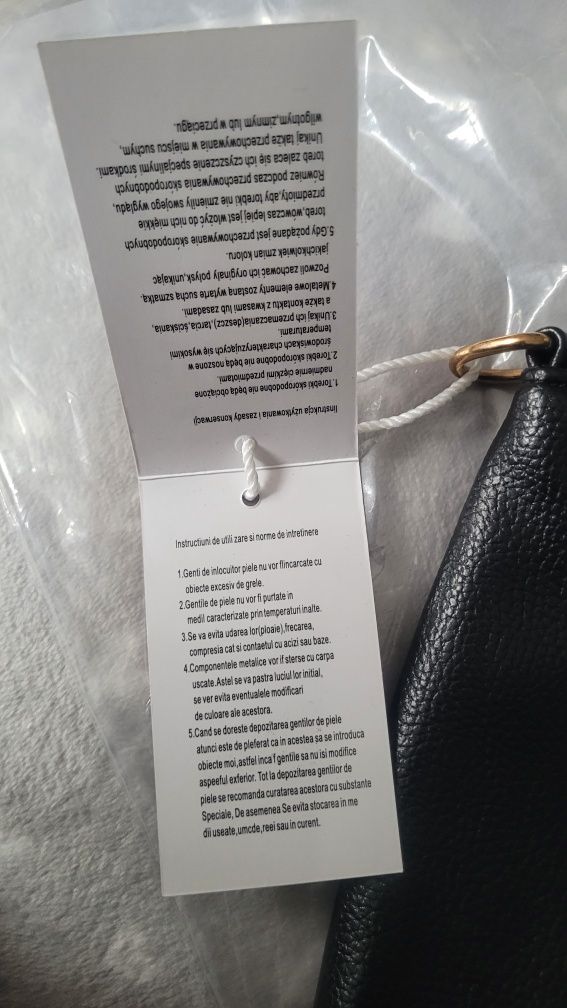 Instrukcja użytkowania i zasady konserwacji
1.Torebki skóropodobne nie będą obciążone
nadmiernie ciężkimi przedmiotami.
2.Torebki skóropodobne nie będą noszone w
środowiskach charakteryzujących się wysokimi
temperaturami.
3.Unikaj ich przemaczania(deszcz),tarcia,ściskania,
a także kontaktu z kwasami lub zasadami.
4.Metalowe elementy zostaną wytarte suchą szmatką,
Pozwoli zachować ich oryginalny połysk,unikając
jakichkolwiek zmian koloru.
5.Gdy pożądane jest przechowywanie skóropodobnych
toreb,wówczas lepiej jest włożyć do nich miękkie
przedmioty,aby torebki nie zmieniły swojego wyglądu,
Również podczas przechowywania skóropodobnych
toreb zaleca się ich czyszczenie specjalnymi środkami.
Unikaj także przechowywania w miejscu suchym,
wilgotnym,zimnym lub w przeciągu.
Instructiuni de utili zare si norme de intretinere
1.Genti de inlocuitor piele nu vor flincarcate cu
obiecte excesiv de grele.
2.Gentile de piele nu vor fi purtate in
medil caracterizate prin temperaturi inalte.
3.Se va evita udarea lor(ploaie),frecarea,
compresia cat si contaetul cu acizi sau baze.
4.Componentele metalice vor if sterse cu carpa
uscate.Astel se va pastra luciul lor initial,
se ver evita eventualele modificari
de culoare ale acestora.
5.Cand se doreste depozitarea gentilor de piele
atunci este de pleferat ca in acestea sa se introduca
obiecte moi,astfel inca f gentile sa nu isi modifice
aspeeful exferior. Tot la depozitarea gentilor de
piele se recomanda curatarea acestora cu substante
Speciale, De asemenea Se evita stocarea in me
dii useate,umcde,reei sau in curent.